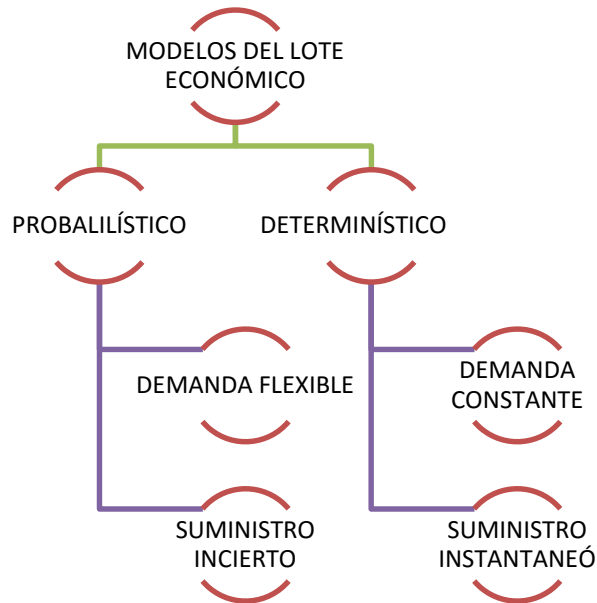 MODELOS DEL LOTE
ECONÓMICO
PROBALILÍSTICO
DETERMINÍSTICO
DEMANDA FLEXIBLE
DEMANDA
CONSTANTE
SUMINISTRO
INCIERTO
SUMINISTRO
INSTANTANEÓ